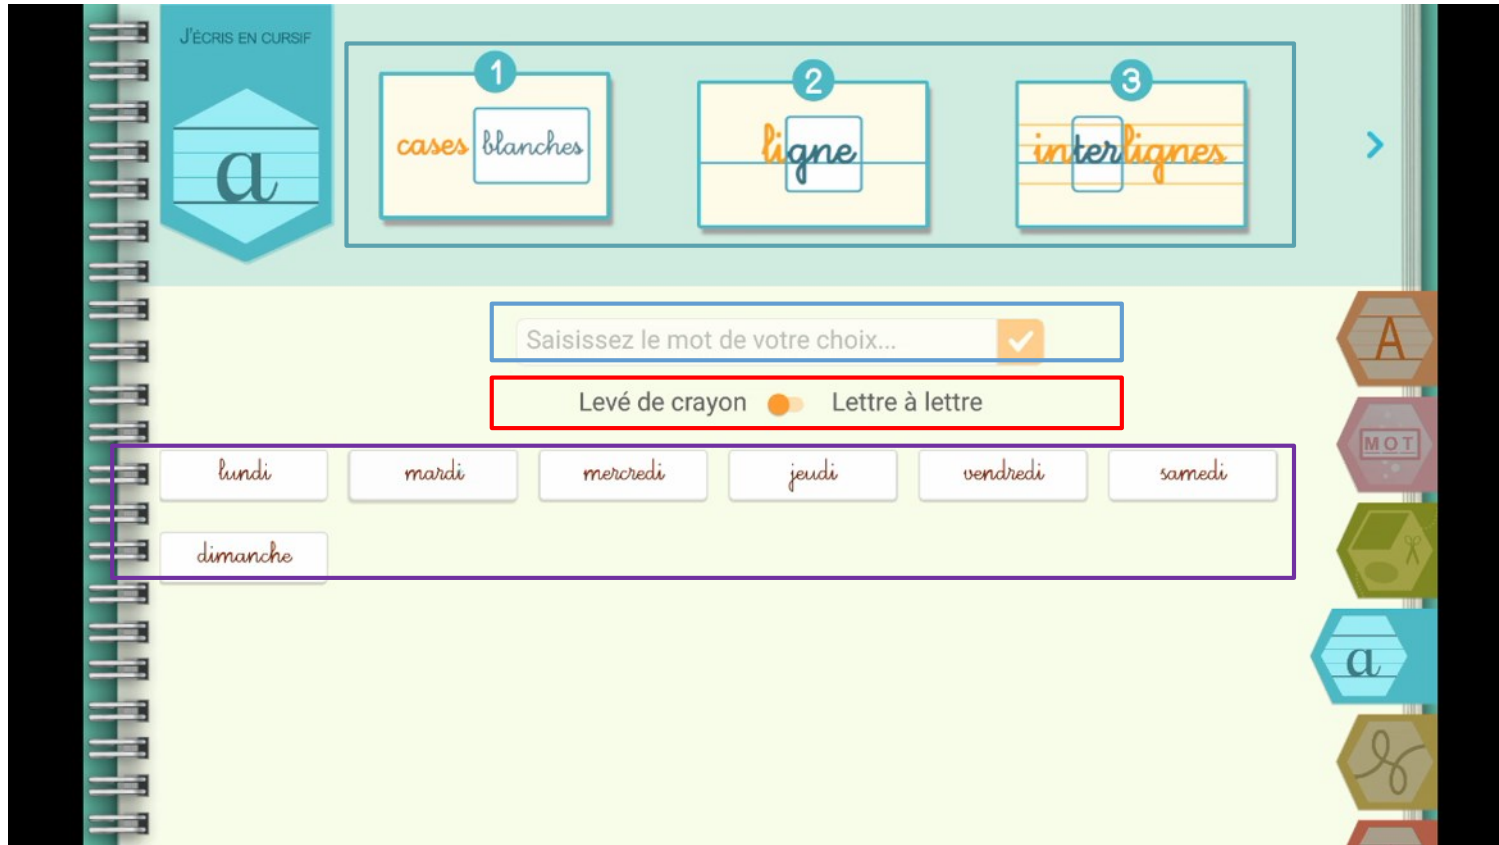 J'ÉCRIS EN CURSIF
a
1
cases blanches
2
ligne
3
interlignes
Saisissez le mot de votre choix...
Levé de crayon Lettre à lettre
lundi mardi mercredi jeudi vendredi samedi
dimanche
A
MOT
a